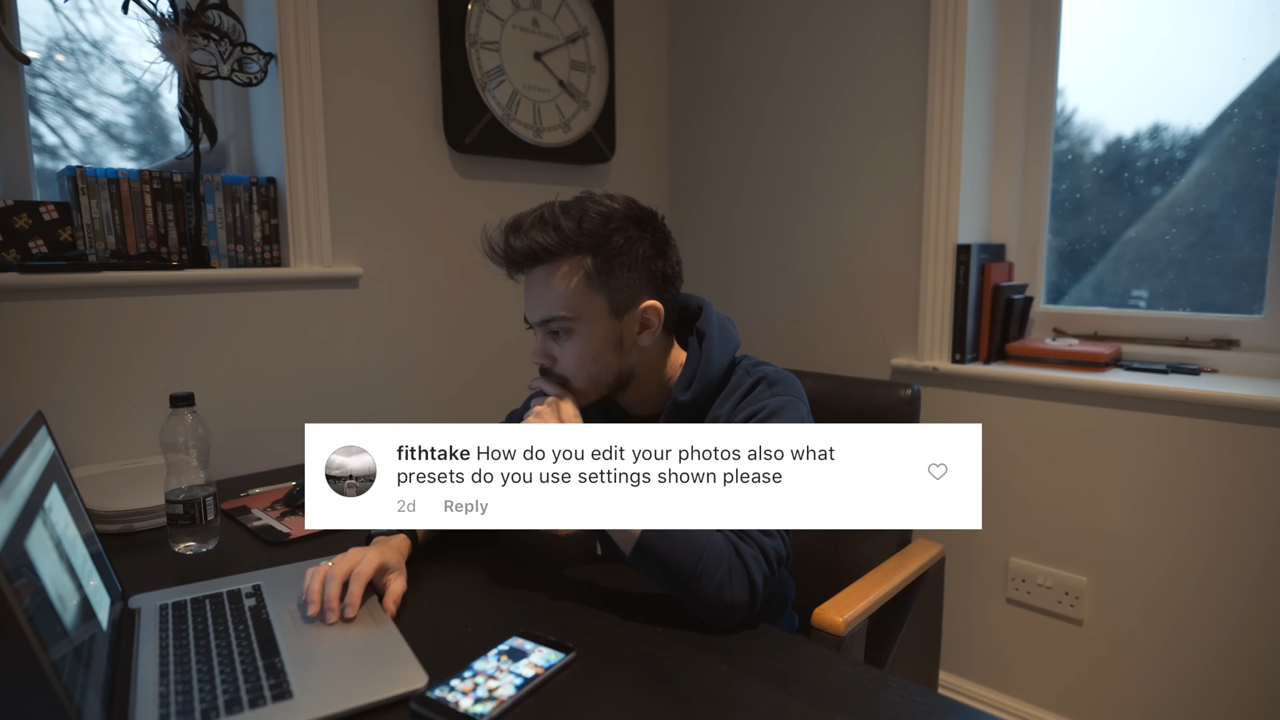 fithtake How do you edit your photos also what
presets do you use settings shown please
2d Reply